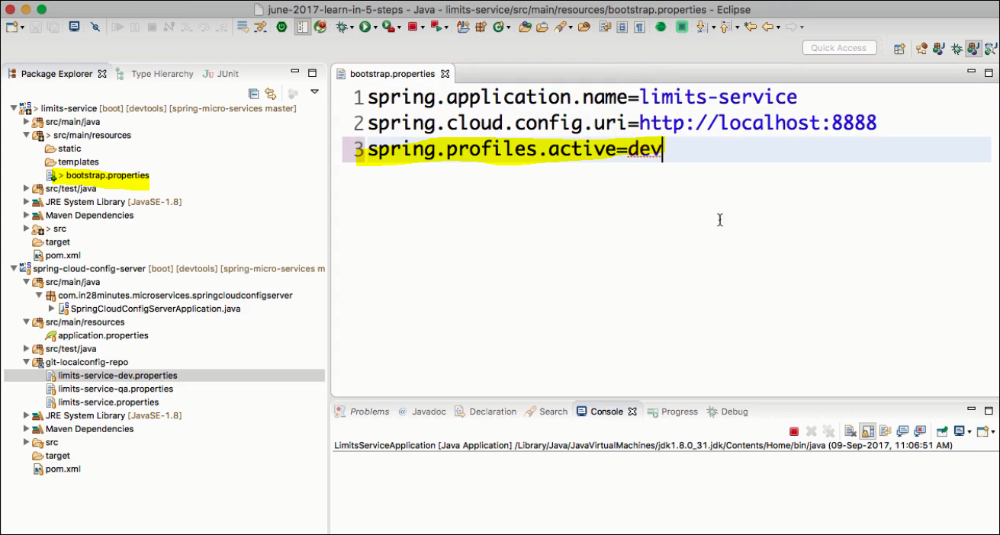 june-2017-learn-in-5-steps - Java - limits-service/src/main/resources/bootstrap.properties - Eclipse
Quick Access
Package Explorer
Type Hierarchy
Ju JUnit
> limits-service [boot] [devtools] [spring-micro-services master]
src/main/java
> src/main/resources
static
templates
> bootstrap.properties
src/test/java
JRE System Library [JavaSE-1.8]
Maven Dependencies
> src
target
pom.xml
spring-cloud-config-server [boot] [devtools] [spring-micro-services m
src/main/java
com.in28minutes.microservices.springcloudconfigserver
SpringCloudConfigServerApplication.java
src/main/resources
application.properties
src/test/java
git-localconfig-repo
limits-service-dev.properties
limits-service-qa.properties
limits-service.properties
JRE System Library [JavaSE-1.8]
Maven Dependencies
src
target
pom.xml
bootstrap.properties
1 spring.application.name=limits-service
2 spring.cloud.config.uri=http://localhost:8888
3 spring.profiles.active=dev
Problems @ Javadoc Declaration Search Console Progress Debug
LimitsServiceApplication [Java Application] /Library/Java/JavaVirtualMachines/jdk1.8.0_31.jdk/Contents/Home/bin/java (09-Sep-2017, 11:06:51 AM)